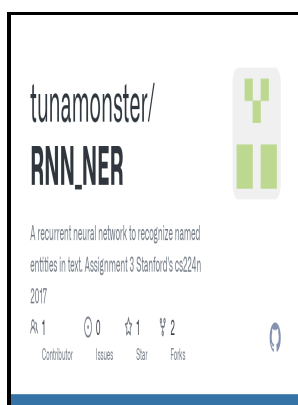 tunamonster/
RNN_NER
A recurrent neural network to recognize named
entities in text. Assignment 3 Stanford's cs224n
2017
1 0 1 2
Contributor Issues Star Forks